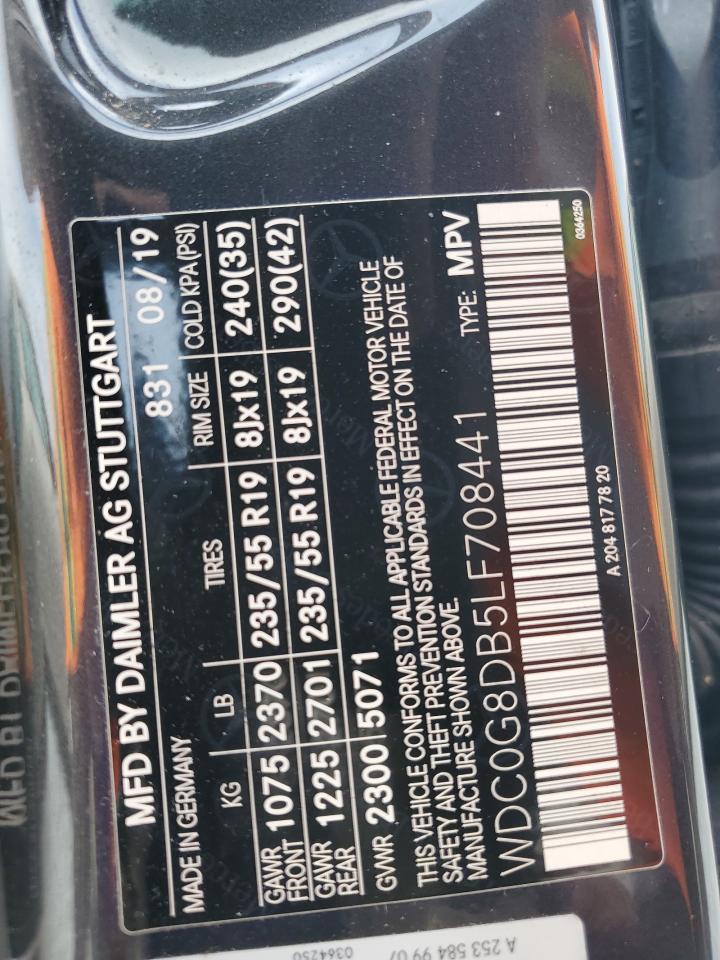 MFD BY DAIMLER AG STUTTGART
MADE IN GERMANY 831 08/19
KG LB TIRES RIM SIZE COLD KPA(PSI)
GAWR FRONT 1075 2370 235/55 R19 8Jx19 240(35)
GAWR REAR 1225 2701 235/55 R19 8Jx19 290(42)
GVWR 2300 5071
THIS VEHICLE CONFORMS TO ALL APPLICABLE FEDERAL MOTOR VEHICLE
SAFETY AND THEFT PREVENTION STANDARDS IN EFFECT ON THE DATE OF
MANUFACTURE SHOWN ABOVE.
WDC0G8DB5LF708441 TYPE: MPV
A 204 817 78 20
0364250
A 253 584 99 07
0364250